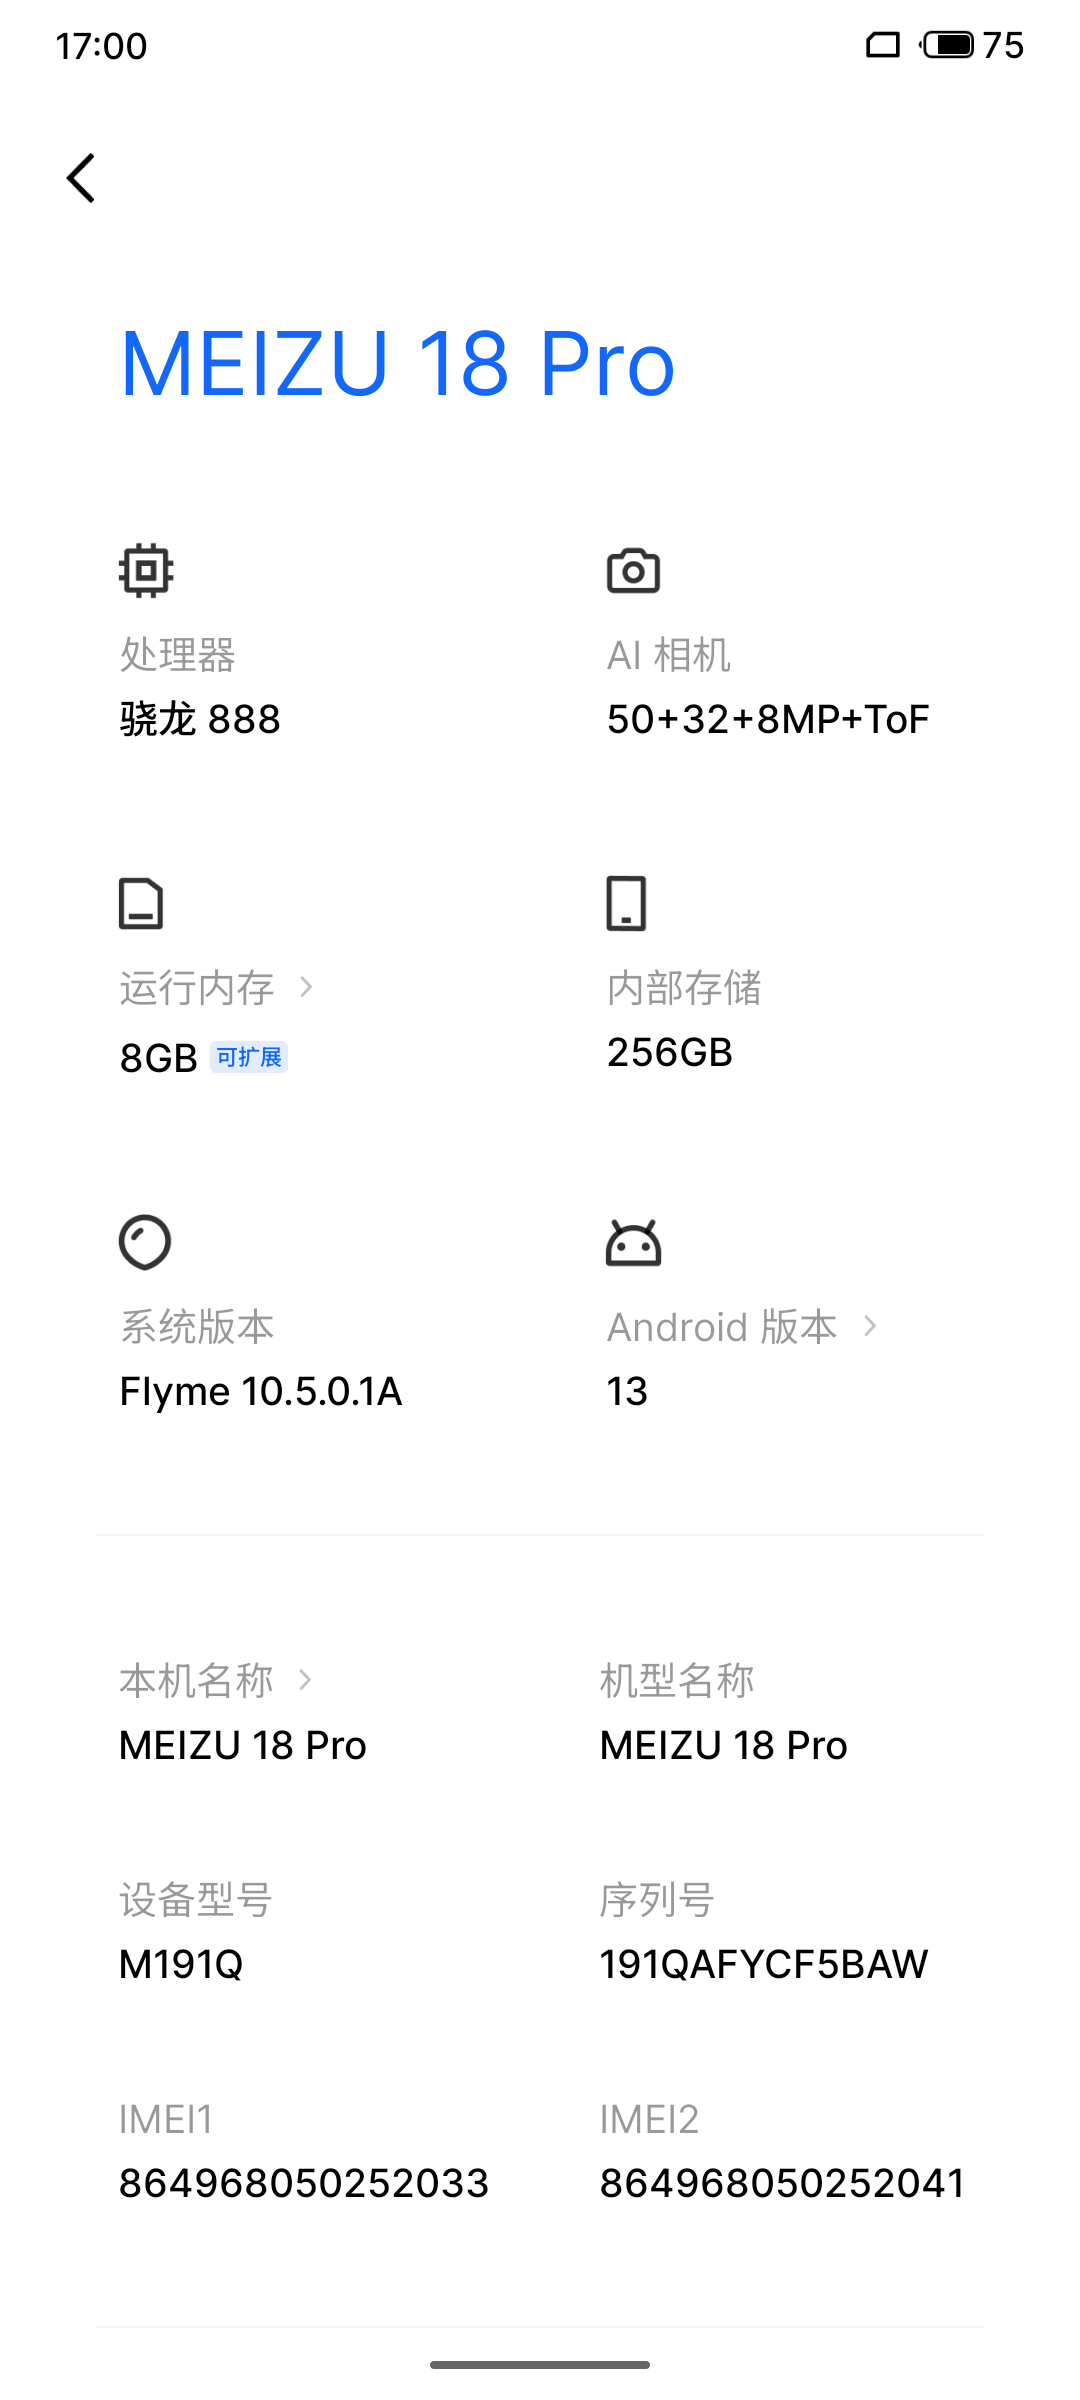 17:00
75
MEIZU 18 Pro
处理器
骁龙 888
AI 相机
50+32+8MP+ToF
运行内存
8GB 可扩展
内部存储
256GB
系统版本
Flyme 10.5.0.1A
Android 版本
13
本机名称
MEIZU 18 Pro
机型名称
MEIZU 18 Pro
设备型号
M191Q
序列号
191QAFYCF5BAW
IMEI1
864968050252033
IMEI2
864968050252041